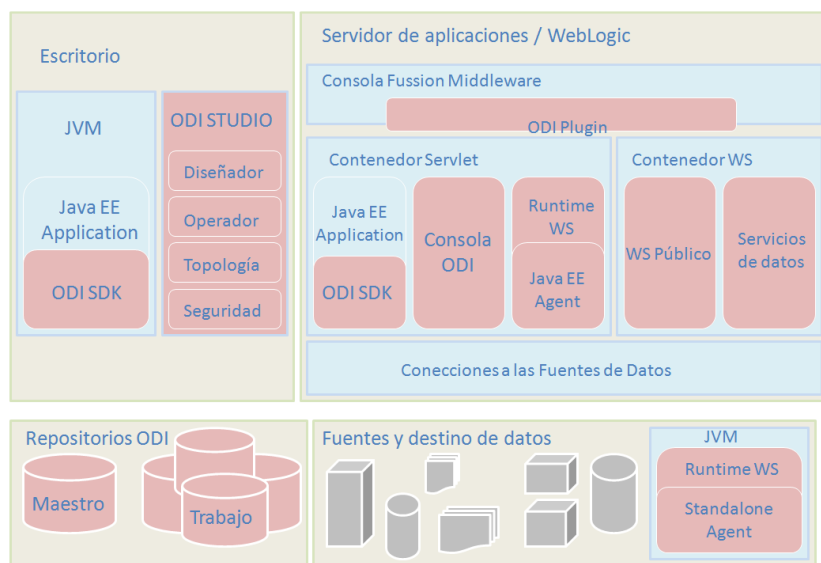 Escritorio
JVM
Java EE
Application
ODI SDK
ODI STUDIO
Diseñador
Operador
Topología
Seguridad
Servidor de aplicaciones / WebLogic
Consola Fussion Middleware
ODI Plugin
Contenedor Servlet
Java EE
Application
ODI SDK
Consola
ODI
Runtime
WS
Java EE
Agent
Contenedor WS
WS Público
Servicios
de datos
Conecciones a las Fuentes de Datos
Repositorios ODI
Maestro
Trabajo
Fuentes y destino de datos
JVM
Runtime WS
Standalone
Agent